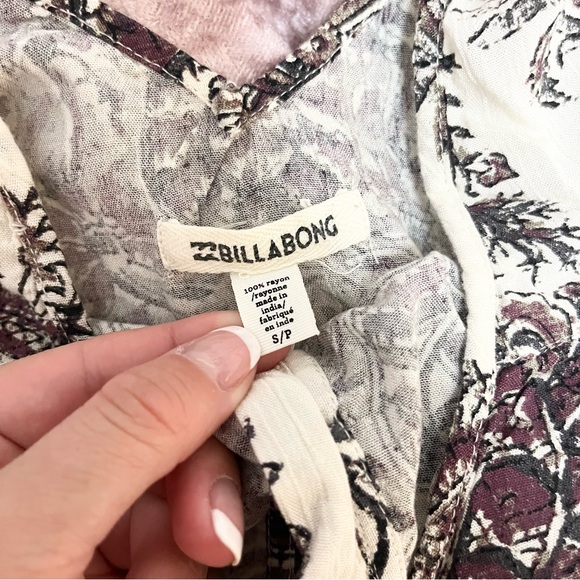 BILLABONG
100% rayon
/rayonne
made in
india/
fabriqué
en inde
S/P